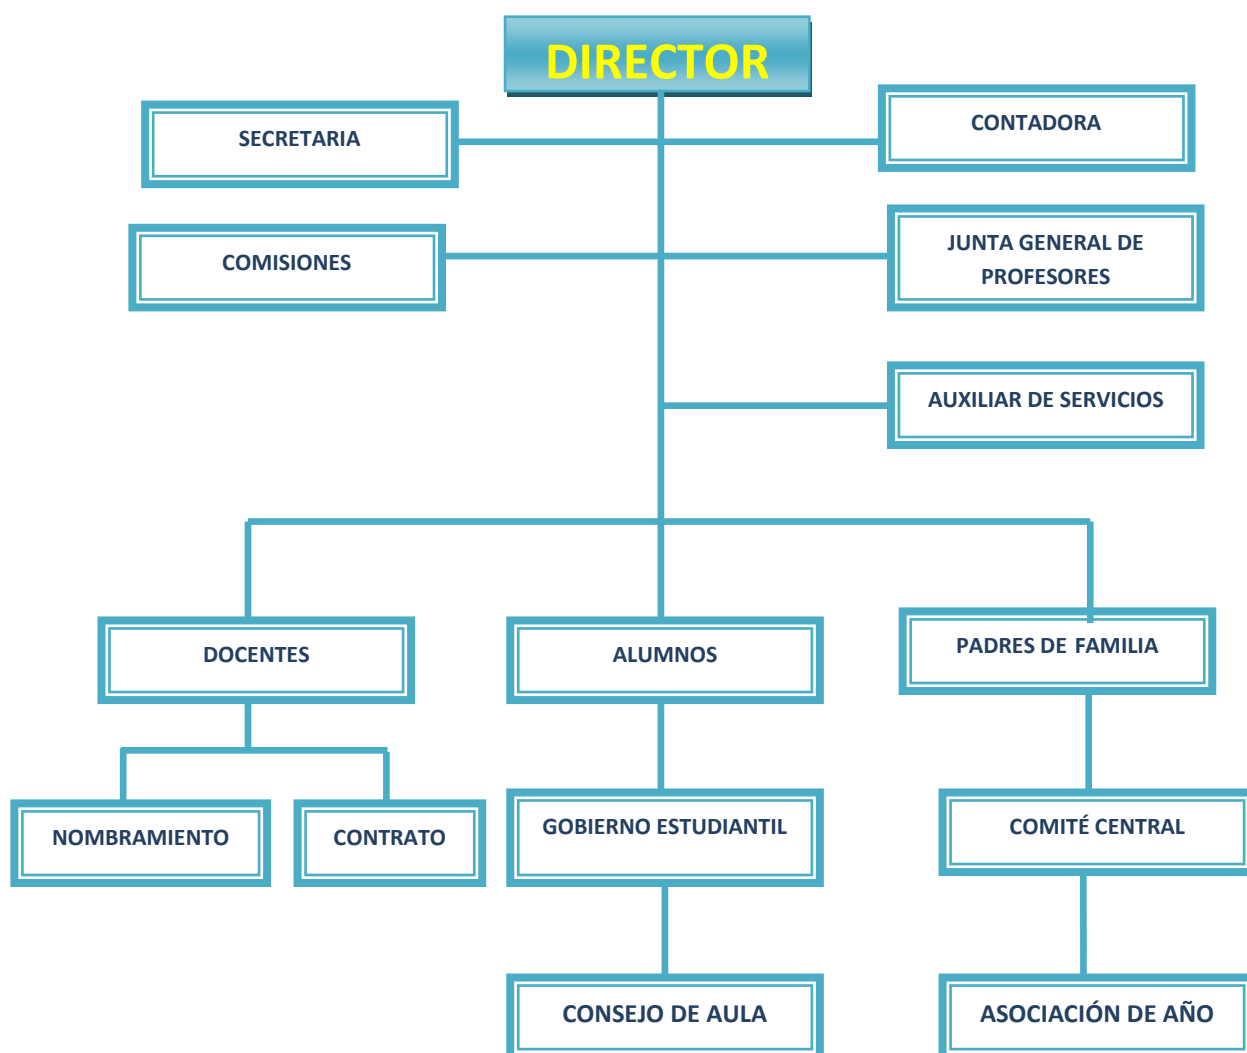 DIRECTOR
SECRETARIA
CONTADORA
COMISIONES
JUNTA GENERAL DE
PROFESORES
AUXILIAR DE SERVICIOS
DOCENTES
ALUMNOS
PADRES DE FAMILIA
NOMBRAMIENTO
CONTRATO
GOBIERNO ESTUDIANTIL
COMITÉ CENTRAL
CONSEJO DE AULA
ASOCIACIÓN DE AÑO